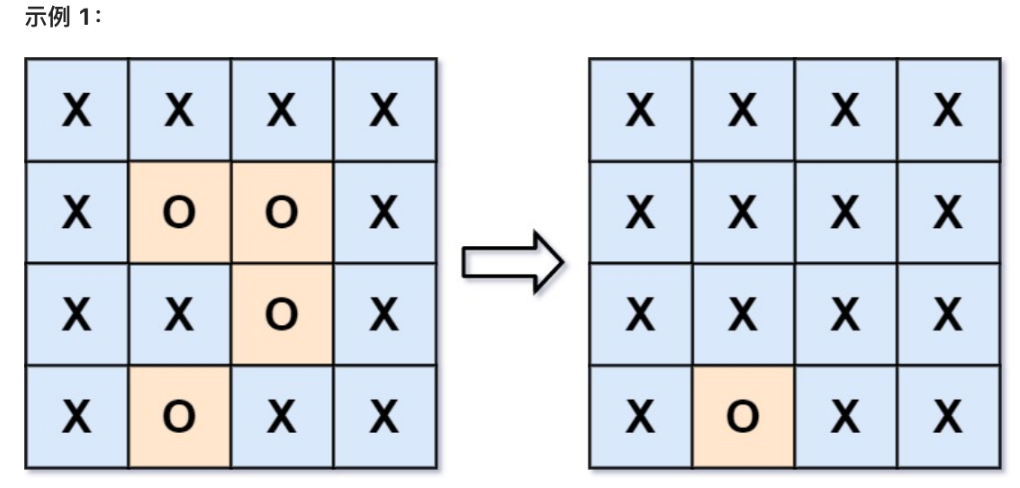 示例 1：
X X X X X X X X
X O O X X X X X
X X O X X X X X
X O X X X O X X